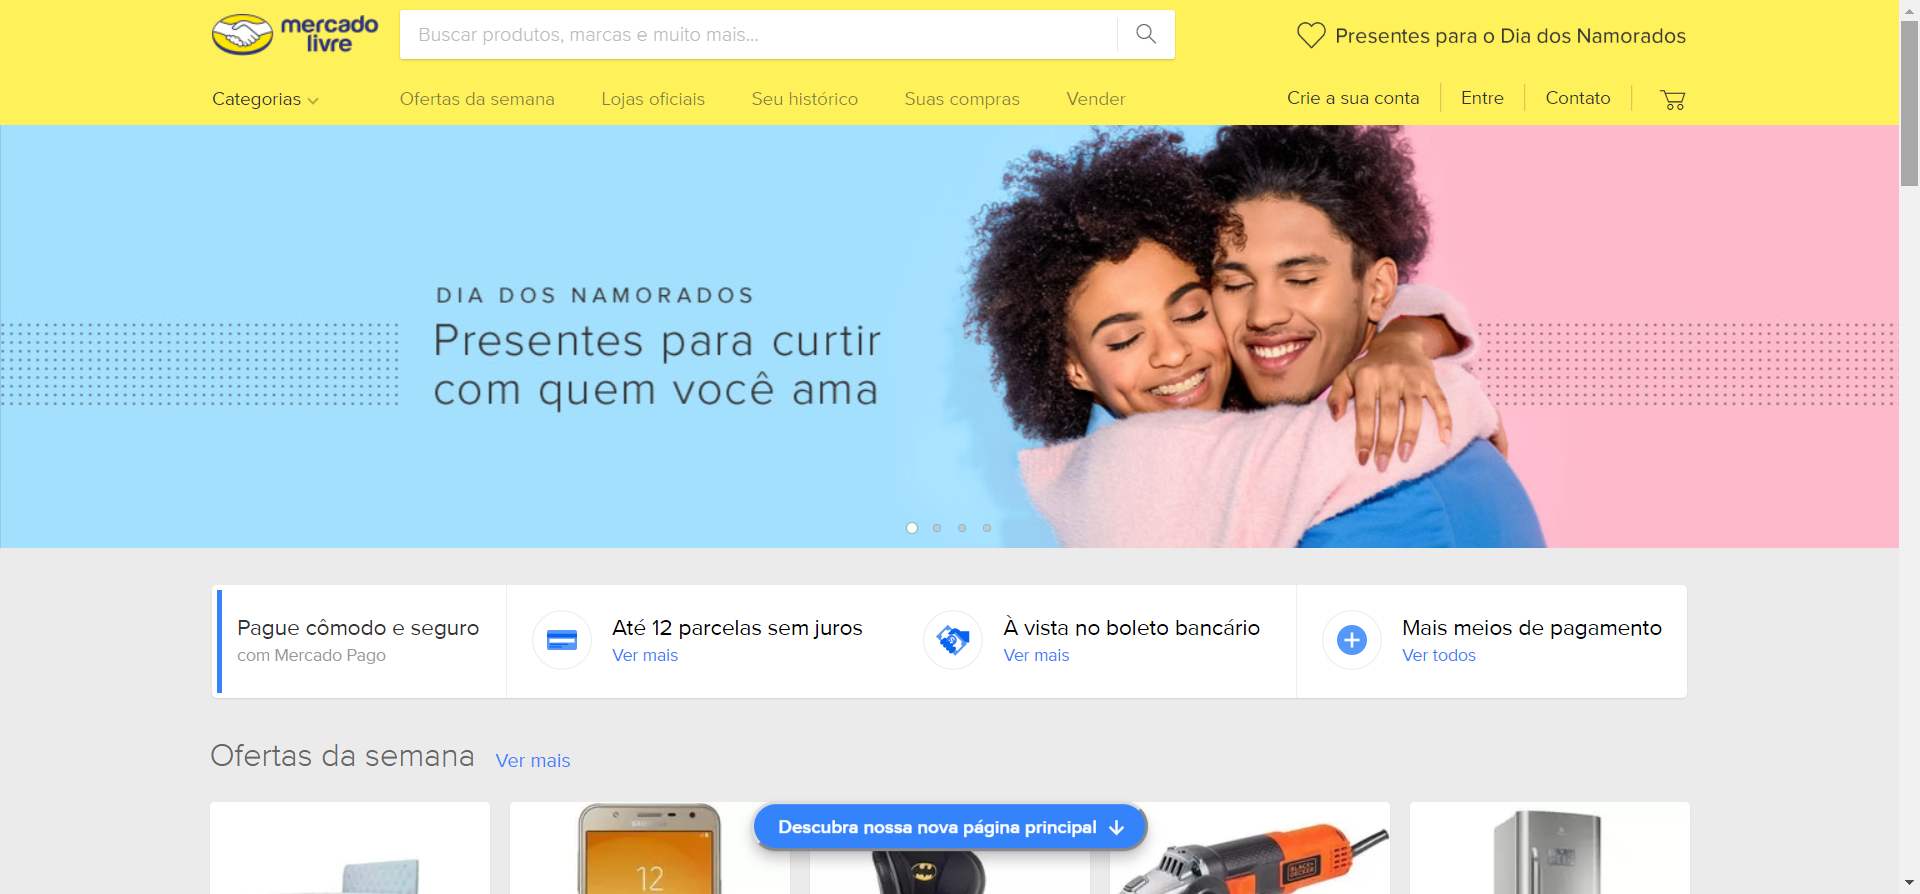 mercado
livre
Buscar produtos, marcas e muito mais...
Presentes para o Dia dos Namorados
Categorias
Ofertas da semana
Lojas oficiais
Seu histórico
Suas compras
Vender
Crie a sua conta
Entre
Contato
DIA DOS NAMORADOS
Presentes para curtir
com quem você ama
Pague cômodo e seguro
com Mercado Pago
Até 12 parcelas sem juros
Ver mais
À vista no boleto bancário
Ver mais
Mais meios de pagamento
Ver todos
Ofertas da semana
Ver mais
Descubra nossa nova página principal
SAMSUNG
12
BLACK+
DECKER